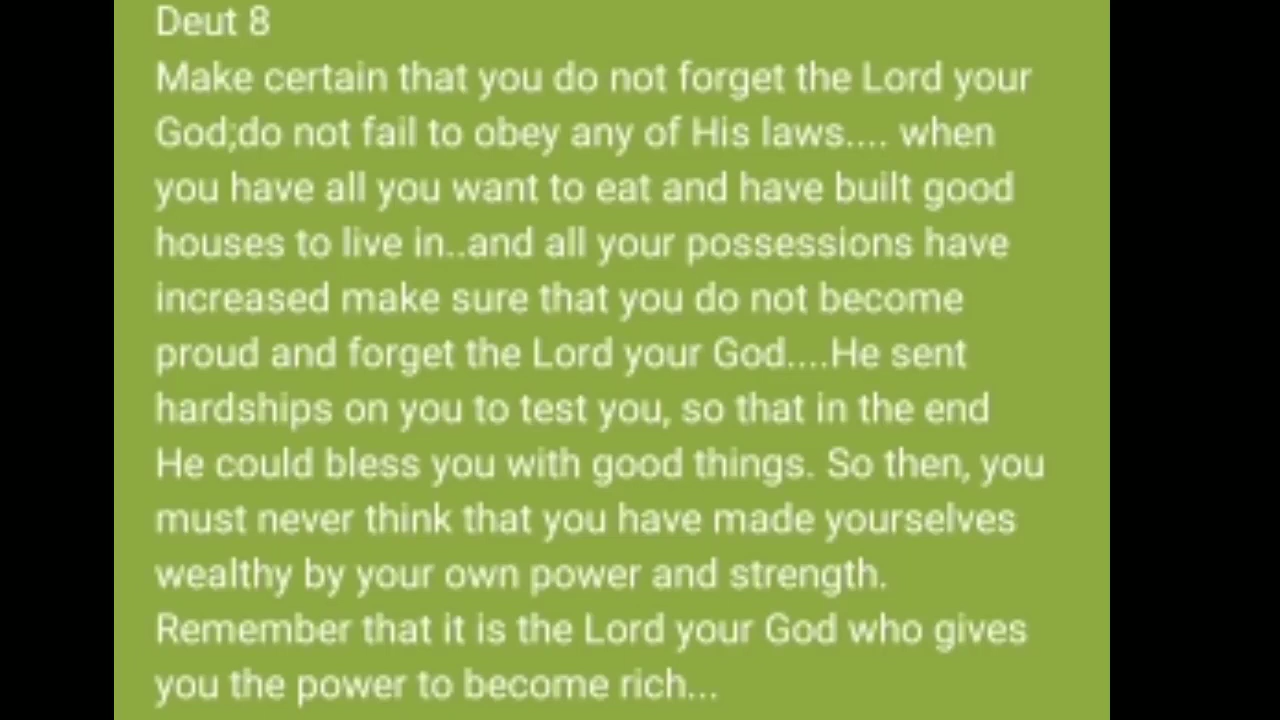 Deut 8
Make certain that you do not forget the Lord your
God;do not fail to obey any of His laws.... when
you have all you want to eat and have built good
houses to live in..and all your possessions have
increased make sure that you do not become
proud and forget the Lord your God....He sent
hardships on you to test you, so that in the end
He could bless you with good things. So then, you
must never think that you have made yourselves
wealthy by your own power and strength.
Remember that it is the Lord your God who gives
you the power to become rich...